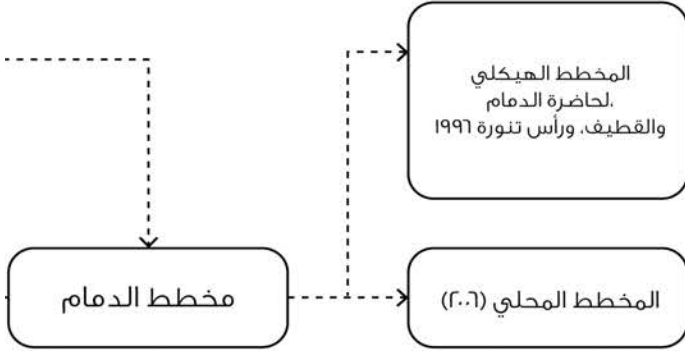 المخطط الهيكلي
لحاضرة الدمام،
والقطيف، ورأس تنورة ١٩٩٦
مخطط الدمام
المخطط المحلي (٢٠٠٦)